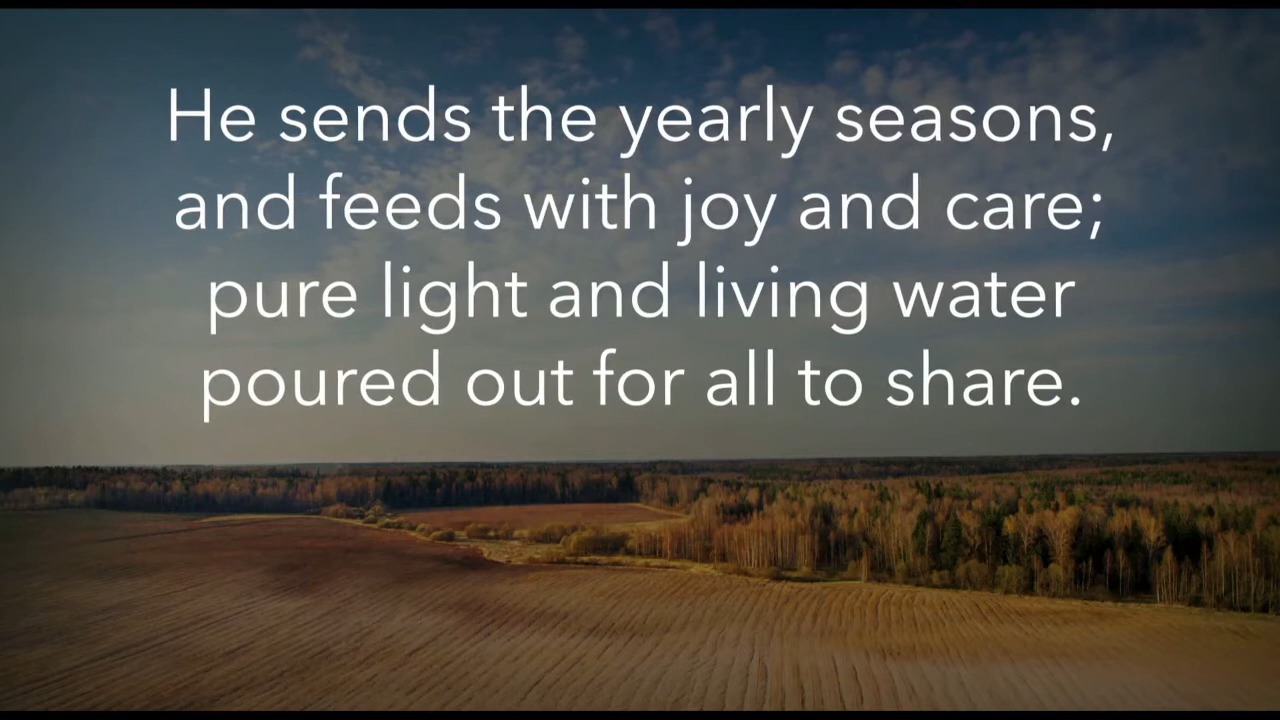 He sends the yearly seasons,
and feeds with joy and care;
pure light and living water
poured out for all to share.